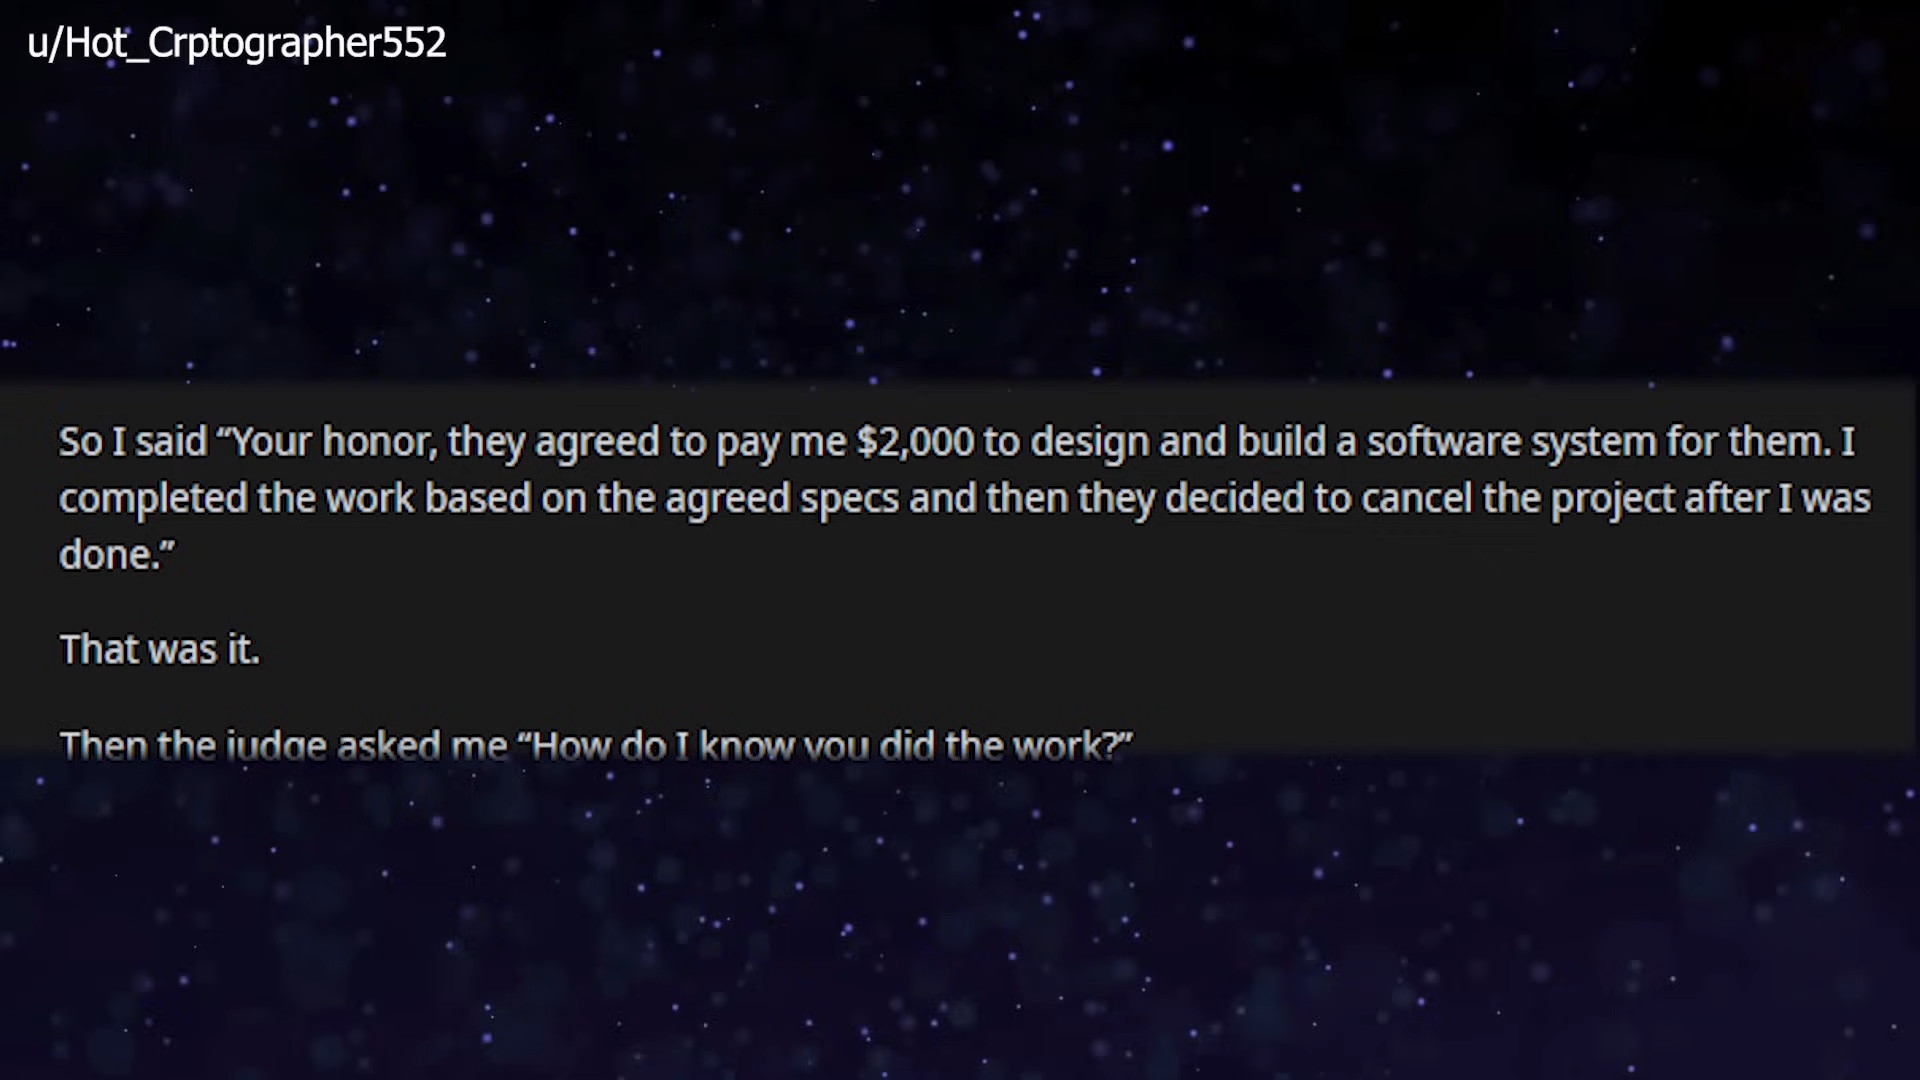 u/Hot_Crptographer552
So I said “Your honor, they agreed to pay me $2,000 to design and build a software system for them. I
completed the work based on the agreed specs and then they decided to cancel the project after I was
done.”
That was it.
Then the judge asked me “How do I know you did the work?”